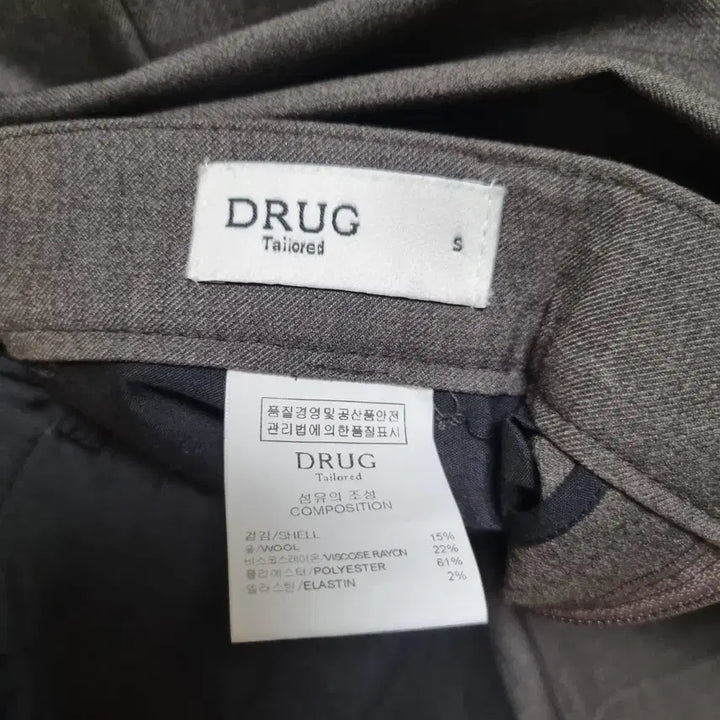 DRUG
Tailored
S
품질경영및공산품안전
관리법에의한품질표시
DRUG
Tailored
섬유의 조성
COMPOSITION
겉감/SHELL 15%
울/WOOL 22%
비스코스레이온/VISCOSE RAYON 61%
폴리에스터/POLYESTER 2%
엘라스틴/ELASTIN